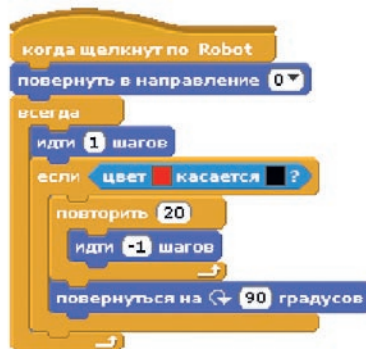 когда щелкнут по Robot
повернуть в направление 0
всегда
идти 1 шагов
если цвет касается ?
повторить 20
идти -1 шагов
повернуться на 90 градусов